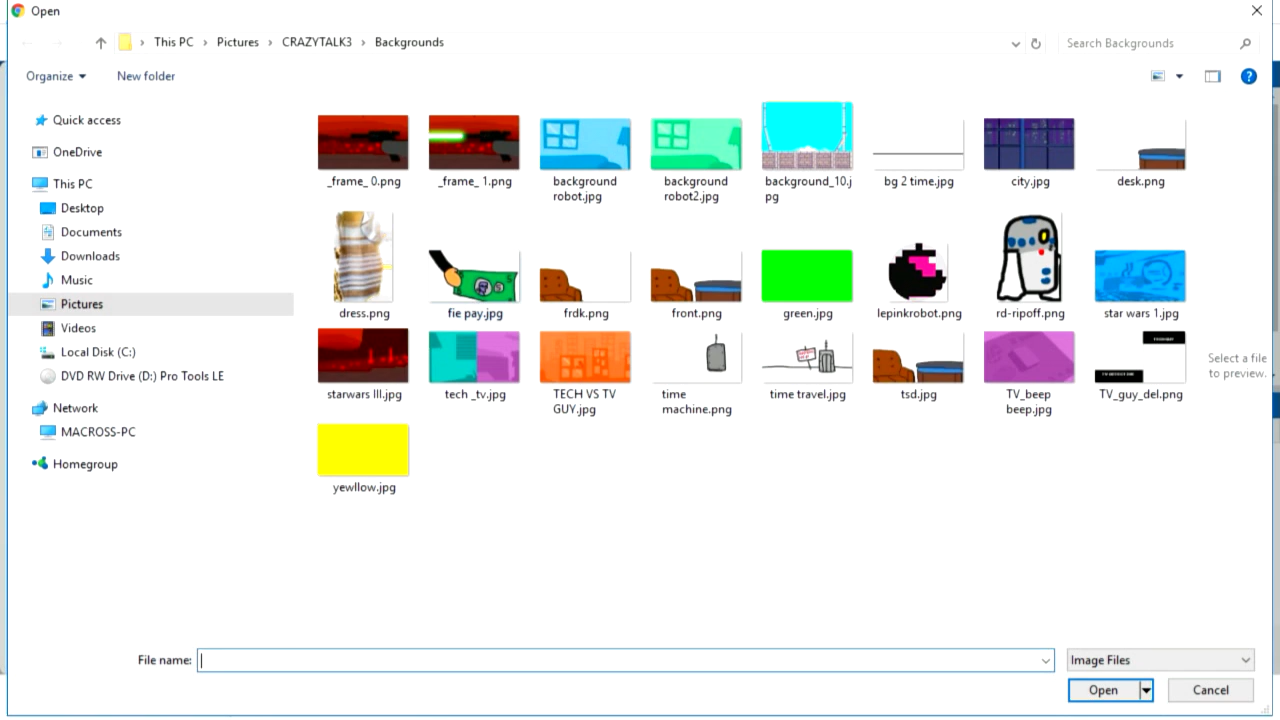 Open
This PC > Pictures > CRAZYTALK3 > Backgrounds
Search Backgrounds
Organize
New folder
Quick access
OneDrive
This PC
Desktop
Documents
Downloads
Music
Pictures
Videos
Local Disk (C:)
DVD RW Drive (D:) Pro Tools LE
Network
MACROSS-PC
Homegroup
_frame_ 0.png
_frame_ 1.png
background
robot.jpg
background
robot2.jpg
background_10.j
pg
bg 2 time.jpg
city.jpg
desk.png
dress.png
fie pay.jpg
frdk.png
front.png
green.jpg
lepinkrobot.png
rd-ripoff.png
star wars 1.jpg
starwars III.jpg
tech _tv.jpg
TECH VS TV
GUY.jpg
time
machine.png
time travel.jpg
tsd.jpg
TV_beep
beep.jpg
TV_guy_del.png
yewllow.jpg
Select a file
to preview.
File name:
Image Files
Open
Cancel